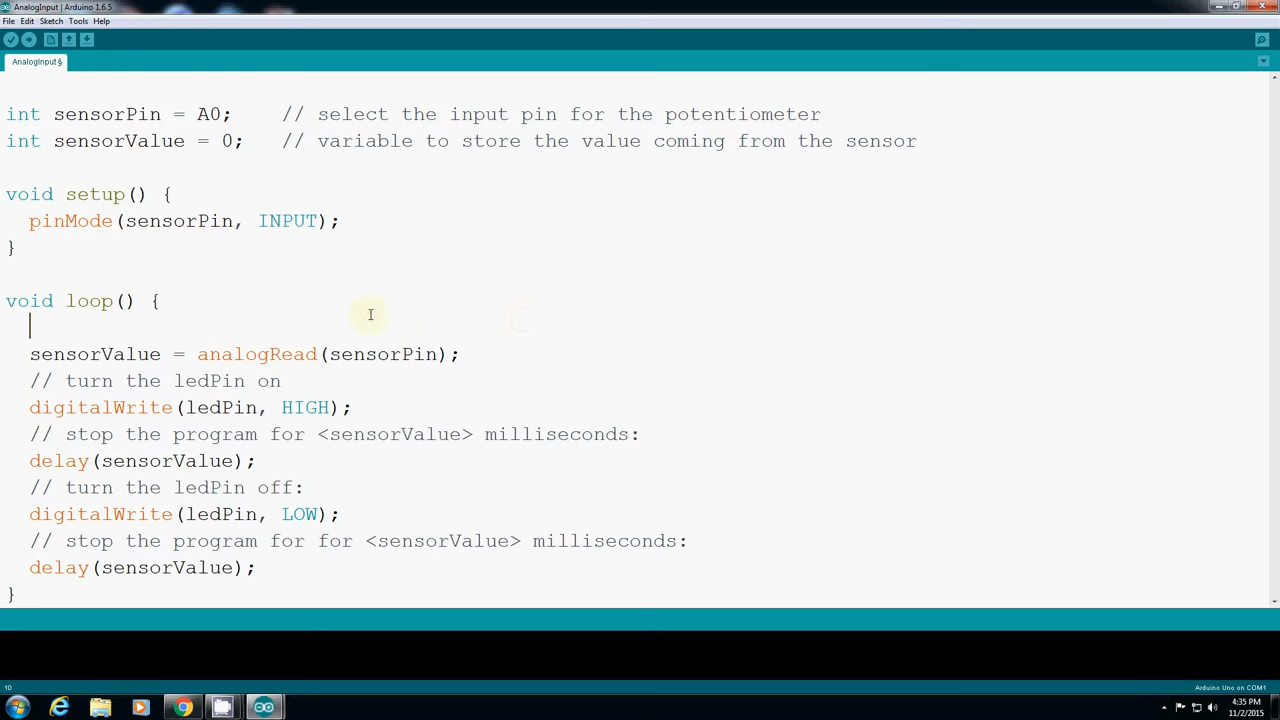 AnalogInput | Arduino 1.6.5
File Edit Sketch Tools Help
AnalogInput §
int sensorPin = A0;    // select the input pin for the potentiometer
int sensorValue = 0;   // variable to store the value coming from the sensor
void setup() {
  pinMode(sensorPin, INPUT);
}
void loop() {
  sensorValue = analogRead(sensorPin);
  // turn the ledPin on
  digitalWrite(ledPin, HIGH);
  // stop the program for <sensorValue> milliseconds:
  delay(sensorValue);
  // turn the ledPin off:
  digitalWrite(ledPin, LOW);
  // stop the program for for <sensorValue> milliseconds:
  delay(sensorValue);
}
10
Arduino Uno on COM1
4:35 PM
11/2/2015